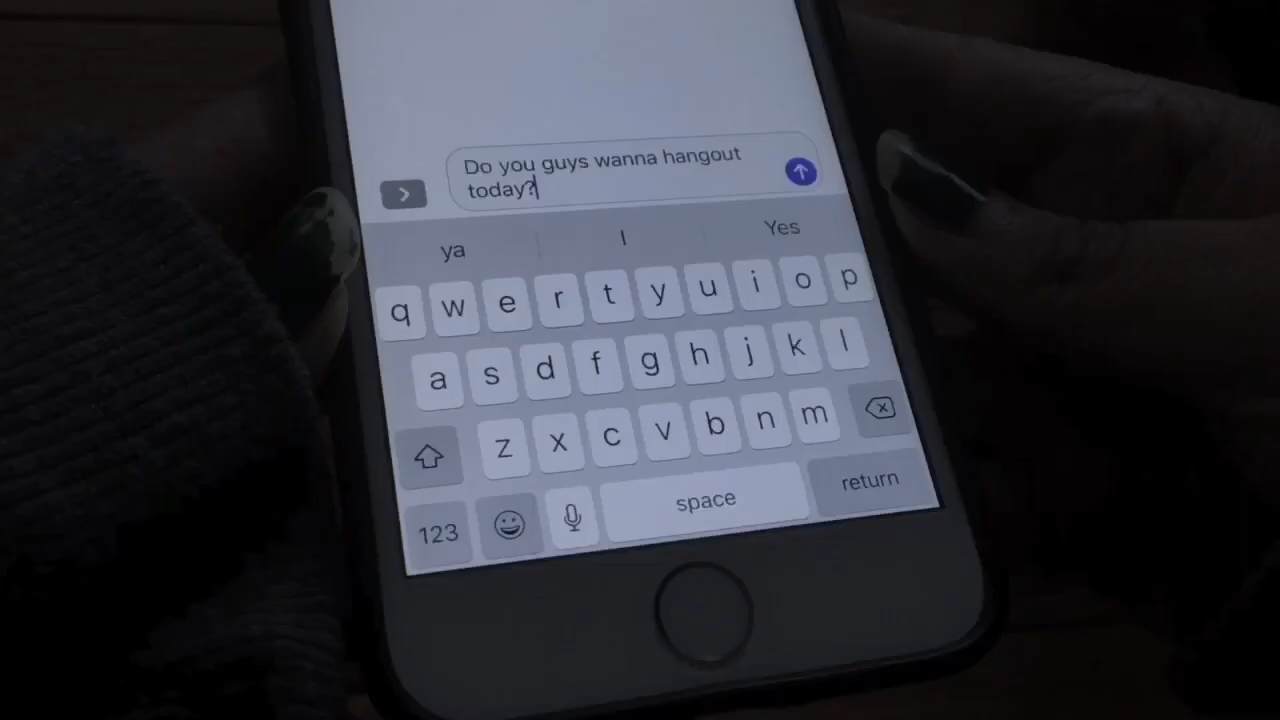 Do you guys wanna hangout
today?
ya I Yes
q w e r t y u i o p
a s d f g h j k l
z x c v b n m
123 space return